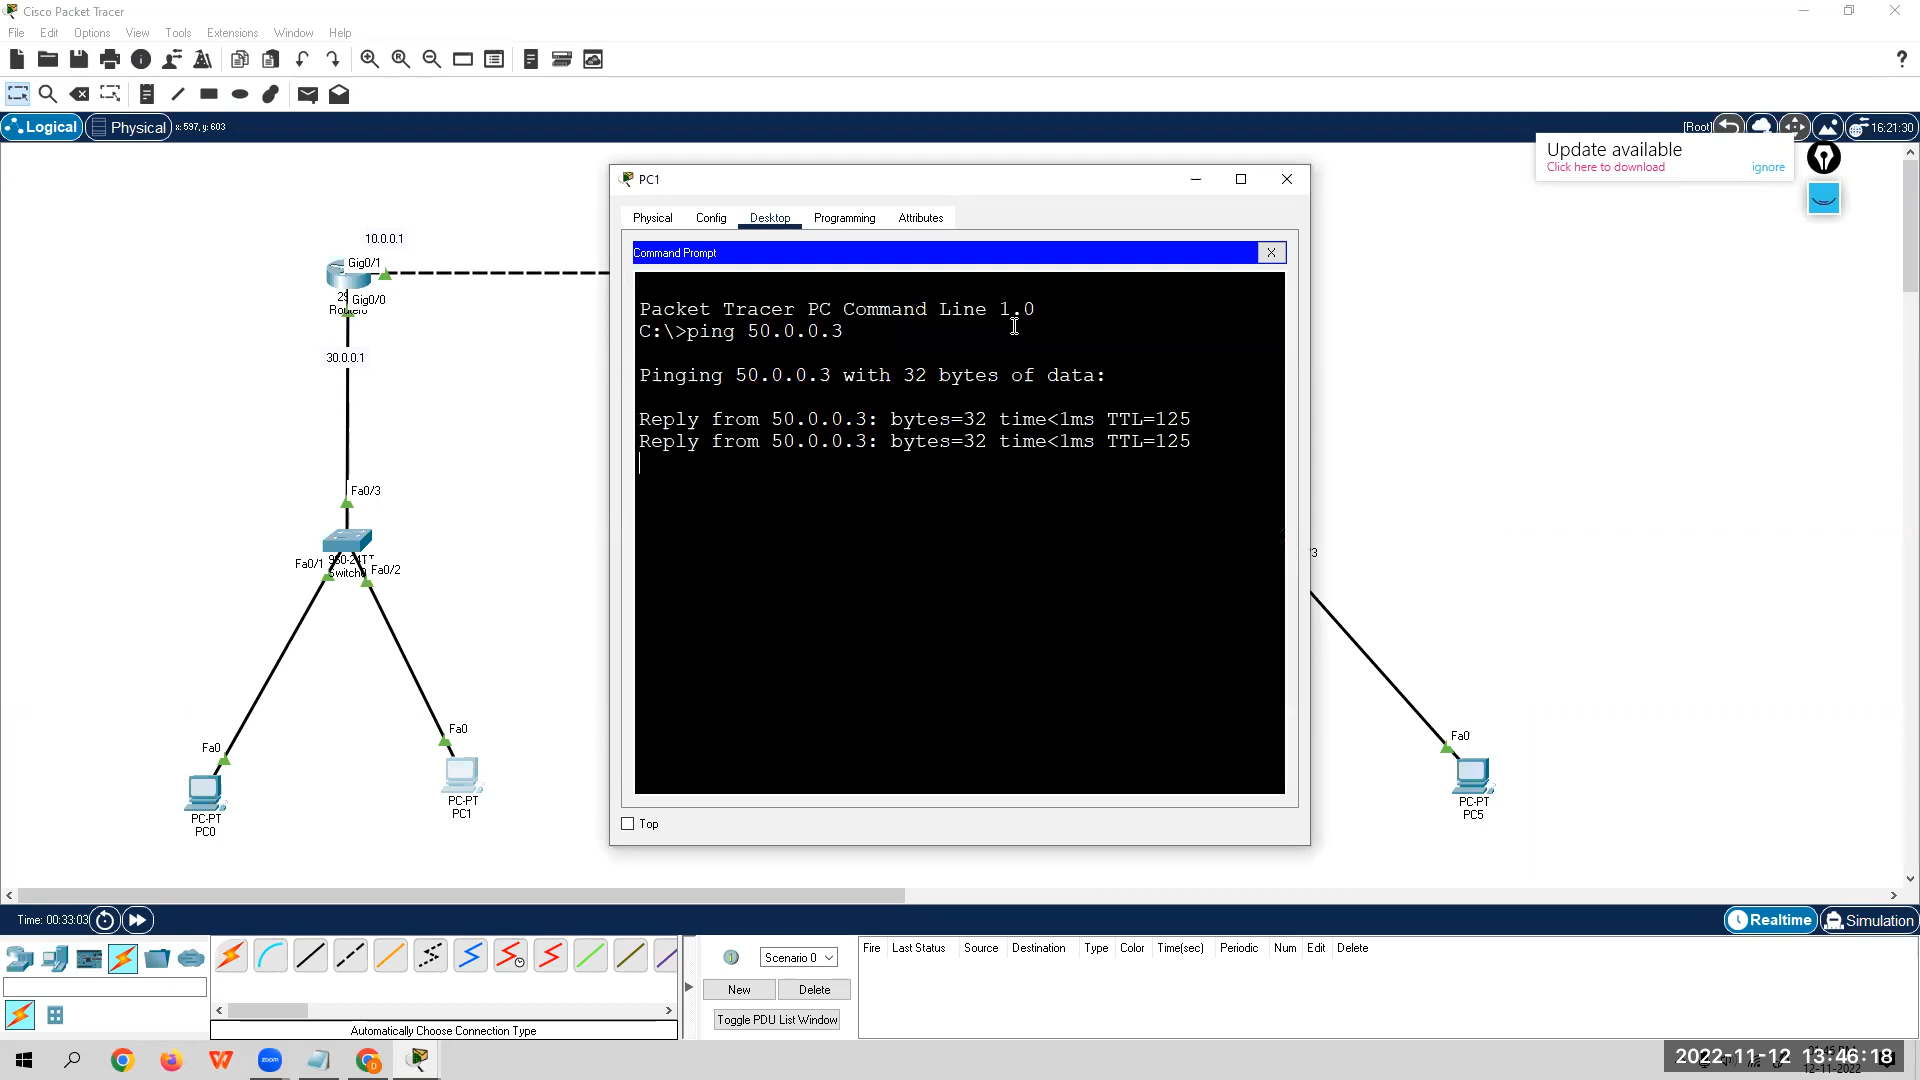 Cisco Packet Tracer
File Edit Options View Tools Extensions Window Help
Logical Physical x: 597, y: 603
[Root] 16:21:30
Update available
Click here to download ignore
PC1
Physical Config Desktop Programming Attributes
Command Prompt X
Packet Tracer PC Command Line 1.0
C:\>ping 50.0.0.3
Pinging 50.0.0.3 with 32 bytes of data:
Reply from 50.0.0.3: bytes=32 time<1ms TTL=125
Reply from 50.0.0.3: bytes=32 time<1ms TTL=125
Top
10.0.0.1
Gig0/1
Gig0/0
30.0.0.1
Fa0/3
Fa0/1
Fa0/2
Switch0
Fa0
PC-PT
PC0
Fa0
PC-PT
PC1
Fa0
PC-PT
PC5
Time: 00:33:03
Realtime Simulation
Scenario 0
New Delete
Toggle PDU List Window
Fire Last Status Source Destination Type Color Time(sec) Periodic Num Edit Delete
Automatically Choose Connection Type
zoom
2022-11-12 13:46:18
12-11-2022